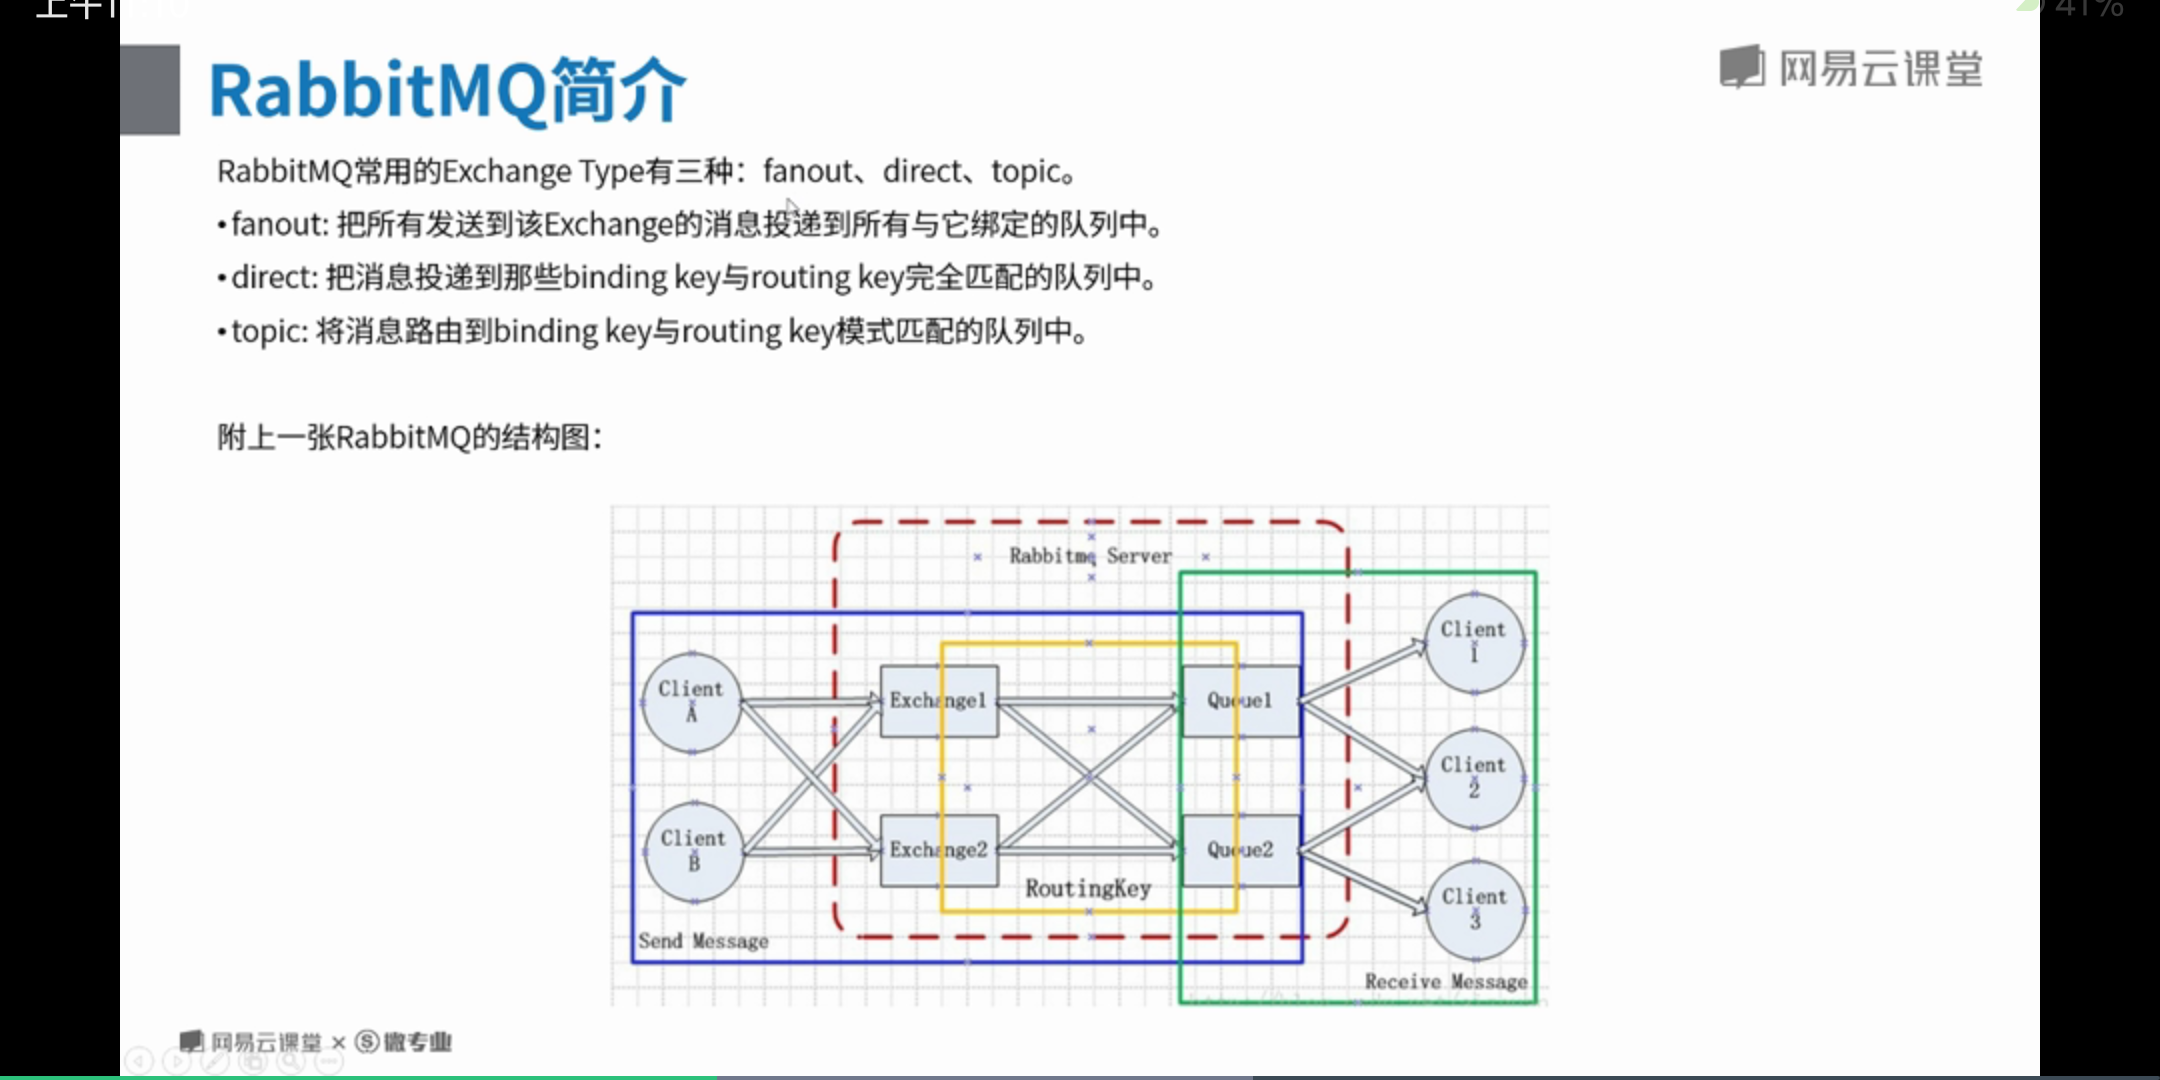 41%
RabbitMQ简介
网易云课堂
RabbitMQ常用的Exchange Type有三种：fanout、direct、topic。
•fanout: 把所有发送到该Exchange的消息投递到所有与它绑定的队列中。
•direct: 把消息投递到那些binding key与routing key完全匹配的队列中。
•topic: 将消息路由到binding key与routing key模式匹配的队列中。
附上一张RabbitMQ的结构图：
Rabbitmq Server
Client
1
Client
A
Exchange1
Queue1
Client
2
Client
B
Exchange2
Queue2
RoutingKey
Client
3
Send Message
Receive Message
网易云课堂 × 微专业